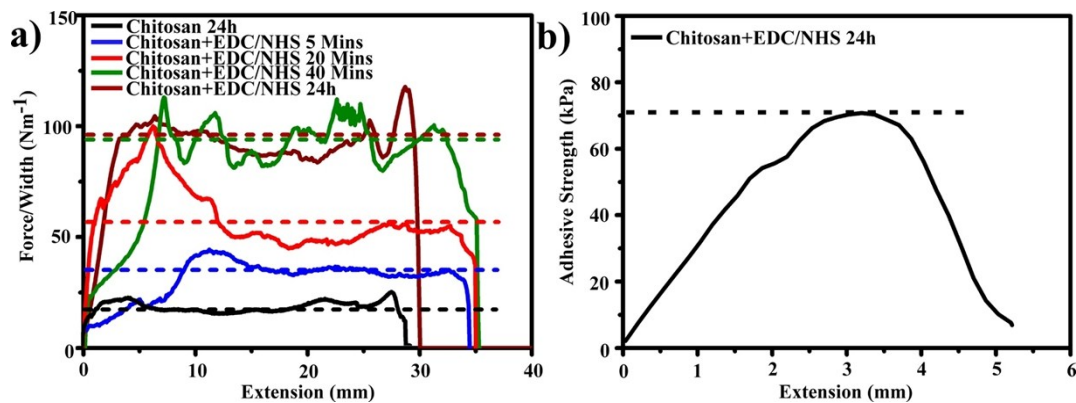 a)
Chitosan 24h
Chitosan+EDC/NHS 5 Mins
Chitosan+EDC/NHS 20 Mins
Chitosan+EDC/NHS 40 Mins
Chitosan+EDC/NHS 24h
Force/Width (Nm-1)
150
100
50
0
0 10 20 30 40
Extension (mm)
b)
Chitosan+EDC/NHS 24h
Adhesive Strength (kPa)
100
80
60
40
20
0
0 1 2 3 4 5 6
Extension (mm)